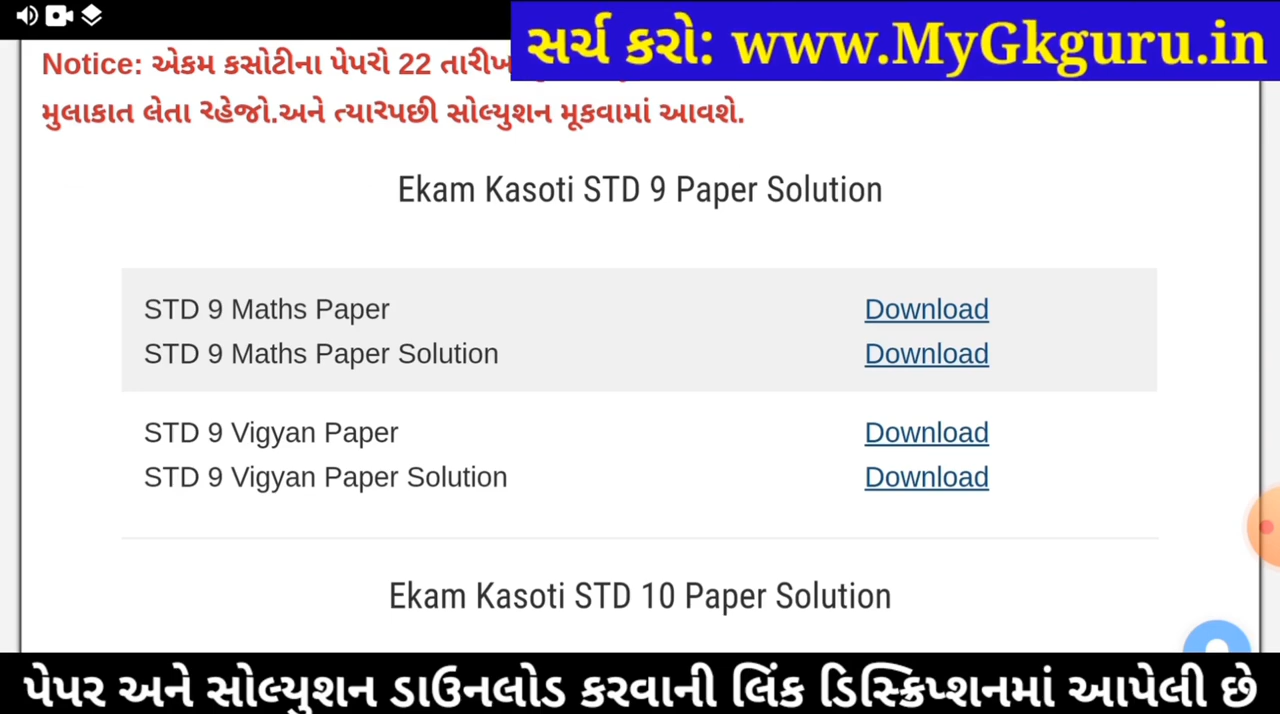 સર્ચ કરો: www.MyGkguru.in
Notice: એકમ કસોટીના પેપરો 22 તારીખ
મુલાકાત લેતા રહેજો.અને ત્યારપછી સોલ્યુશન મૂકવામાં આવશે.
Ekam Kasoti STD 9 Paper Solution
STD 9 Maths Paper Download
STD 9 Maths Paper Solution Download
STD 9 Vigyan Paper Download
STD 9 Vigyan Paper Solution Download
Ekam Kasoti STD 10 Paper Solution
પેપર અને સોલ્યુશન ડાઉનલોડ કરવાની લિંક ડિસ્ક્રિપ્શનમાં આપેલી છે